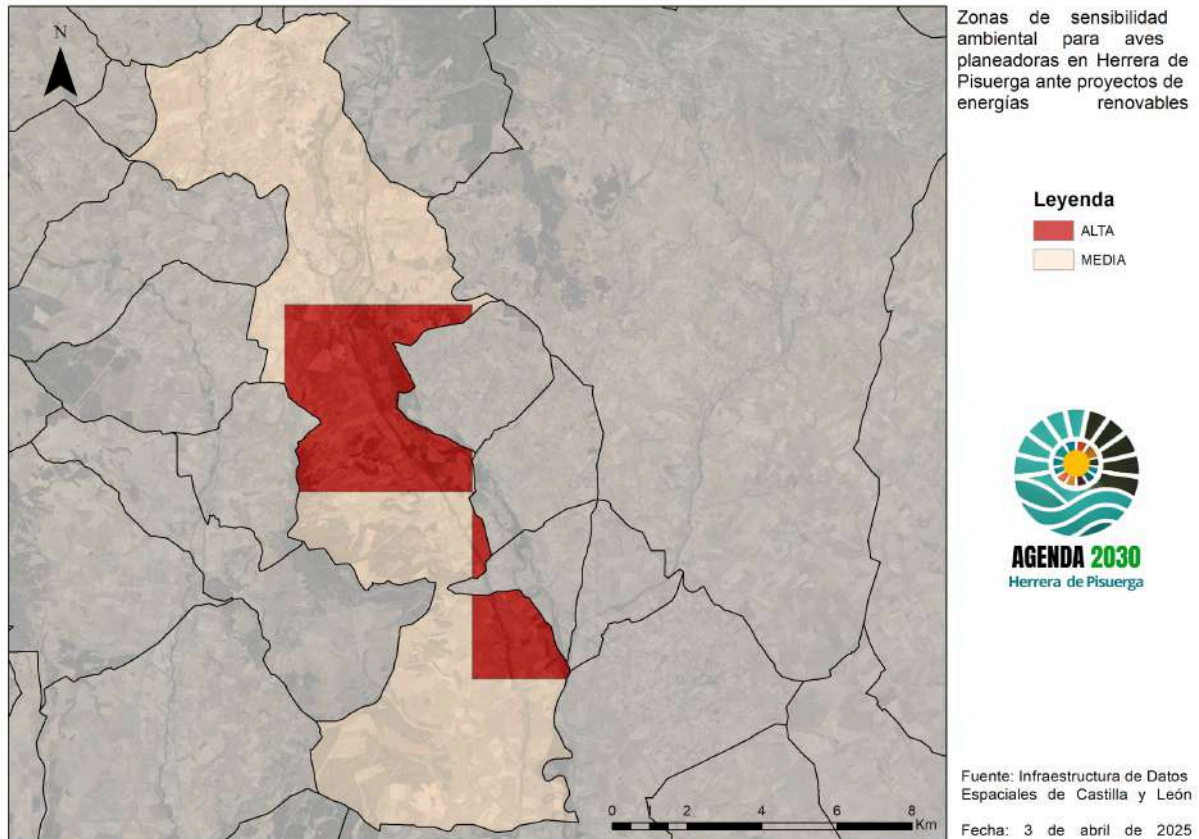 N
Zonas de sensibilidad
ambiental para aves
planeadoras en Herrera de
Pisuerga ante proyectos de
energías renovables
Leyenda
ALTA
MEDIA
AGENDA 2030
Herrera de Pisuerga
0 1 2 4 6 8
Km
Fuente: Infraestructura de Datos
Espaciales de Castilla y León
Fecha: 3 de abril de 2025